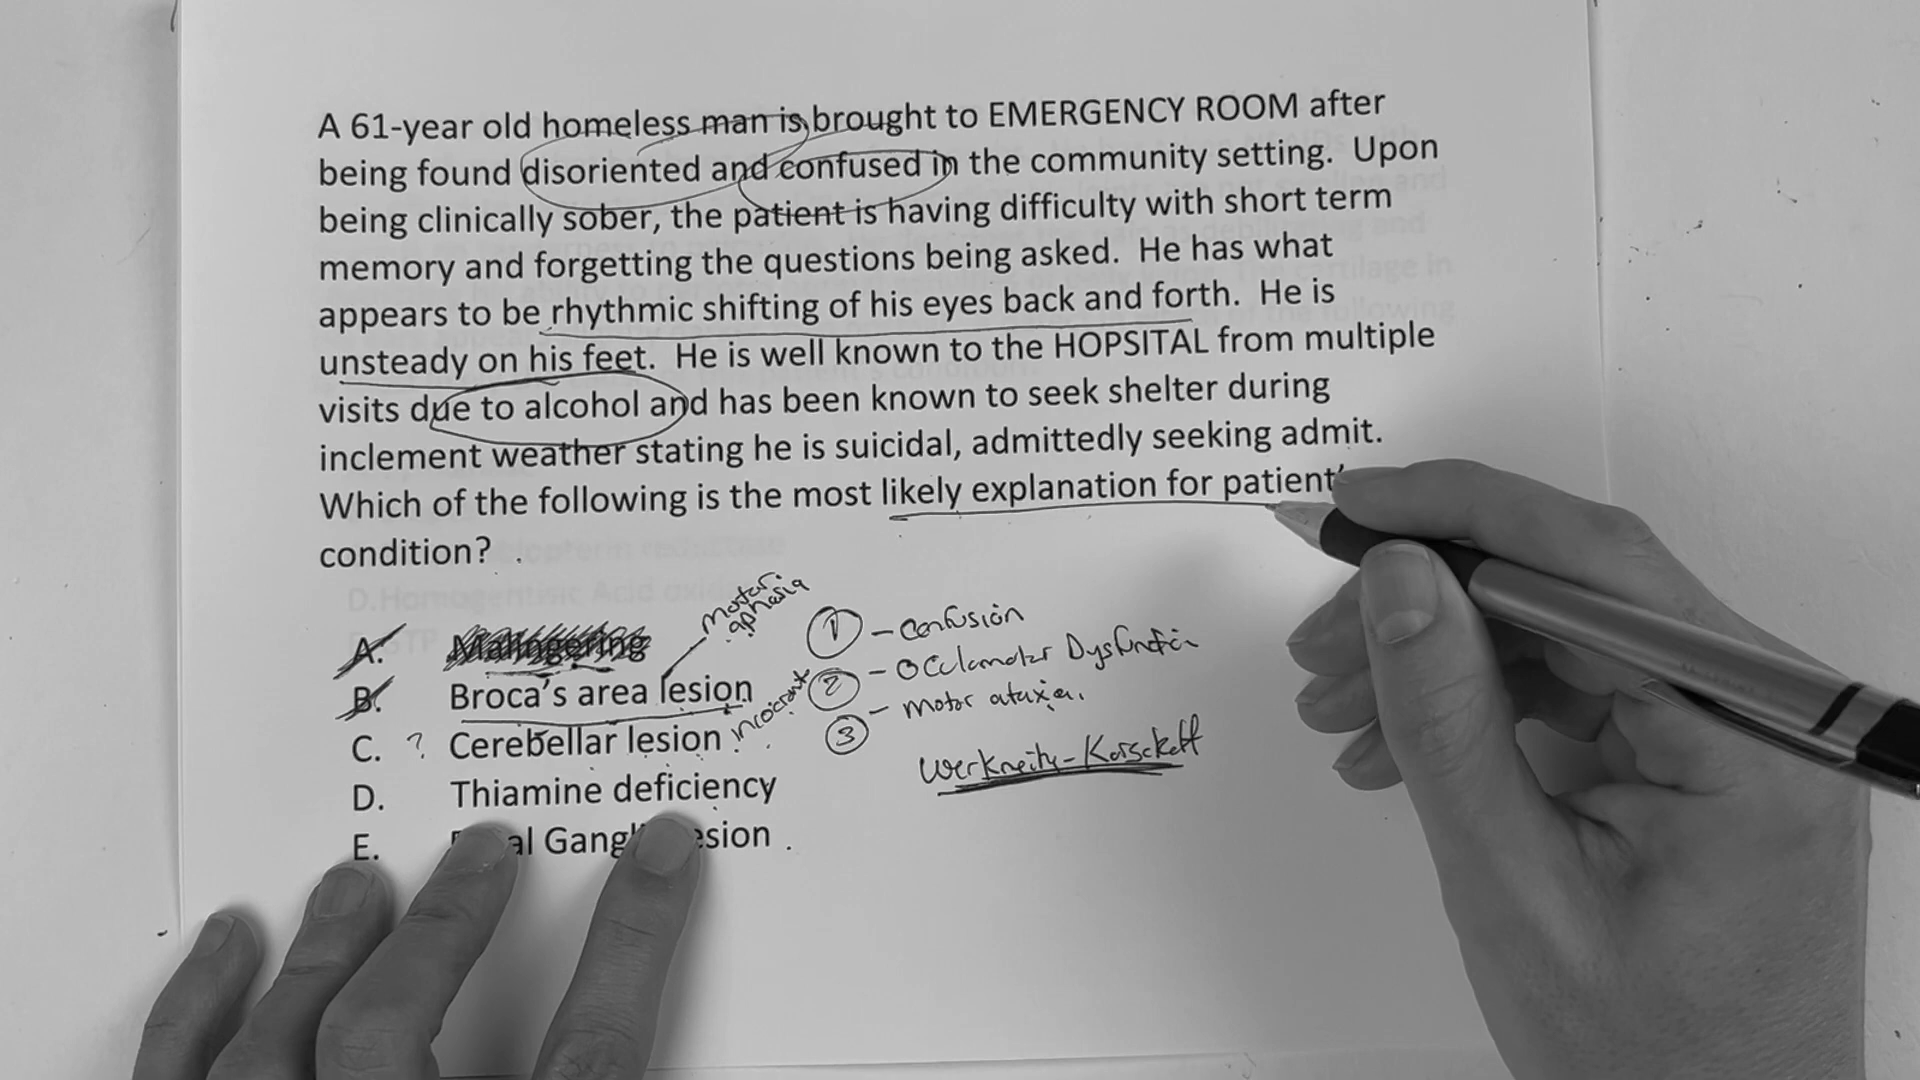 A 61-year old homeless man is brought to EMERGENCY ROOM after
being found disoriented and confused in the community setting. Upon
being clinically sober, the patient is having difficulty with short term
memory and forgetting the questions being asked. He has what
appears to be rhythmic shifting of his eyes back and forth. He is
unsteady on his feet. He is well known to the HOPSITAL from multiple
visits due to alcohol and has been known to seek shelter during
inclement weather stating he is suicidal, admittedly seeking admit.
Which of the following is the most likely explanation for patient'
condition?
A. Malingering
B. Broca's area lesion
motor
aphasia
C. ? Cerebellar lesion
D. Thiamine deficiency
E. lesion
1 - confusion
2 - Oculomotor Dysfunction
3 - motor ataxia.